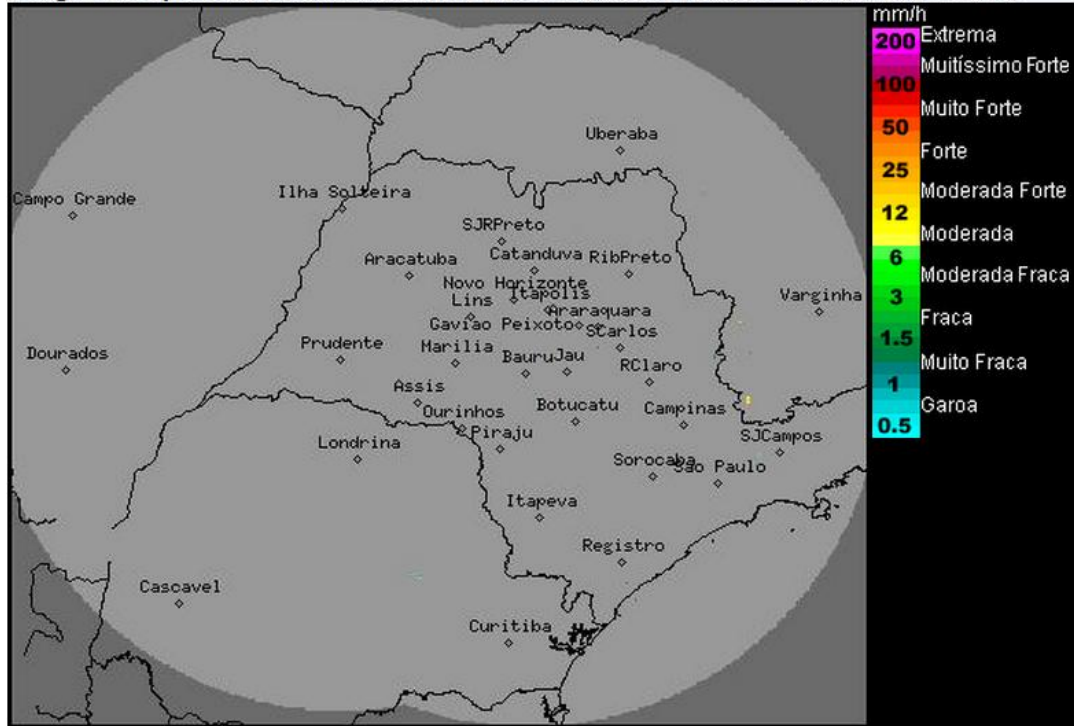 mm/h
200 Extrema
Muitíssimo Forte
100
Muito Forte
50
Forte
25
Moderada Forte
12
Moderada
6
Moderada Fraca
3
Fraca
1.5
Muito Fraca
1
Garoa
0.5
Uberaba
Campo Grande
Ilha Solteira
SJRPreto
Catanduva
RibPreto
Aracatuba
Novo Horizonte
Itapolis
Varginha
Lins
Araraquara
Gaviao Peixoto
SCarlos
Dourados
Prudente
Marilia
Bauru
Jau
RClaro
Assis
Ourinhos
Botucatu
Campinas
Londrina
Piraju
SJCampos
Sorocaba
Sao Paulo
Itapeva
Registro
Cascavel
Curitiba